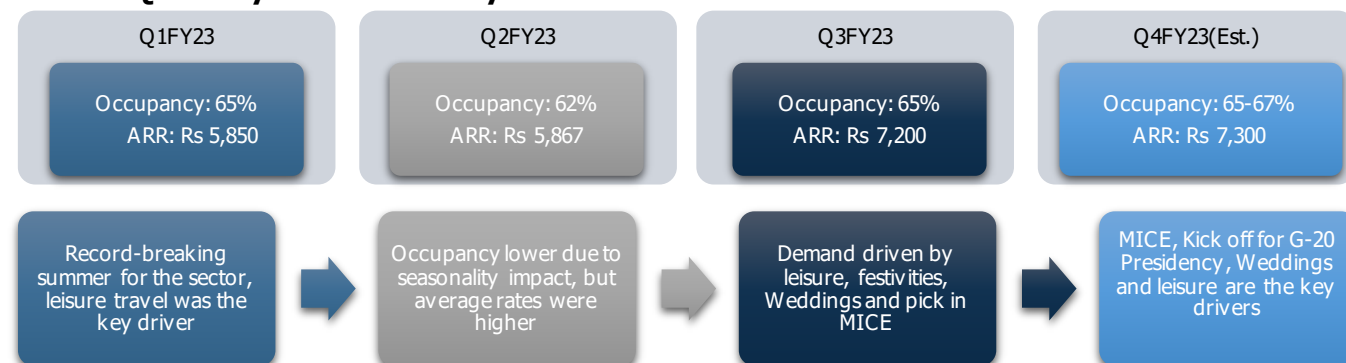 Q1FY23
Occupancy: 65%
ARR: Rs 5,850
Q2FY23
Occupancy: 62%
ARR: Rs 5,867
Q3FY23
Occupancy: 65%
ARR: Rs 7,200
Q4FY23(Est.)
Occupancy: 65-67%
ARR: Rs 7,300
Record-breaking
summer for the sector,
leisure travel was the
key driver
Occupancy lower due to
seasonality impact, but
average rates were
higher
Demand driven by
leisure, festivities,
Weddings and pick in
MICE
MICE, Kick off for G-20
Presidency, Weddings
and leisure are the key
drivers